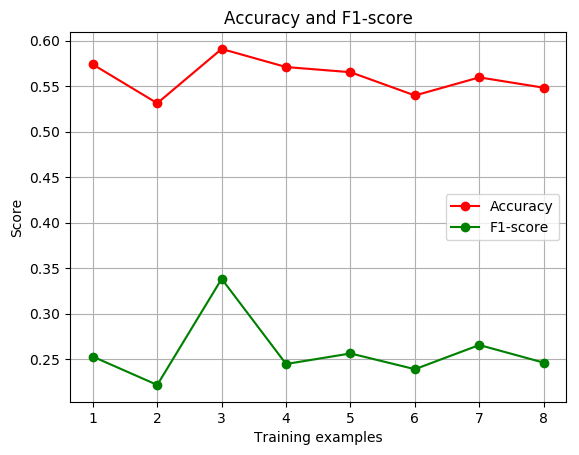 Accuracy and F1-score
0.60
0.55
0.50
0.45
0.40
0.35
0.30
0.25
Score
Accuracy
F1-score
1 2 3 4 5 6 7 8
Training examples